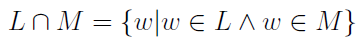 L ∩ M = {w|w ∈ L ∧ w ∈ M}